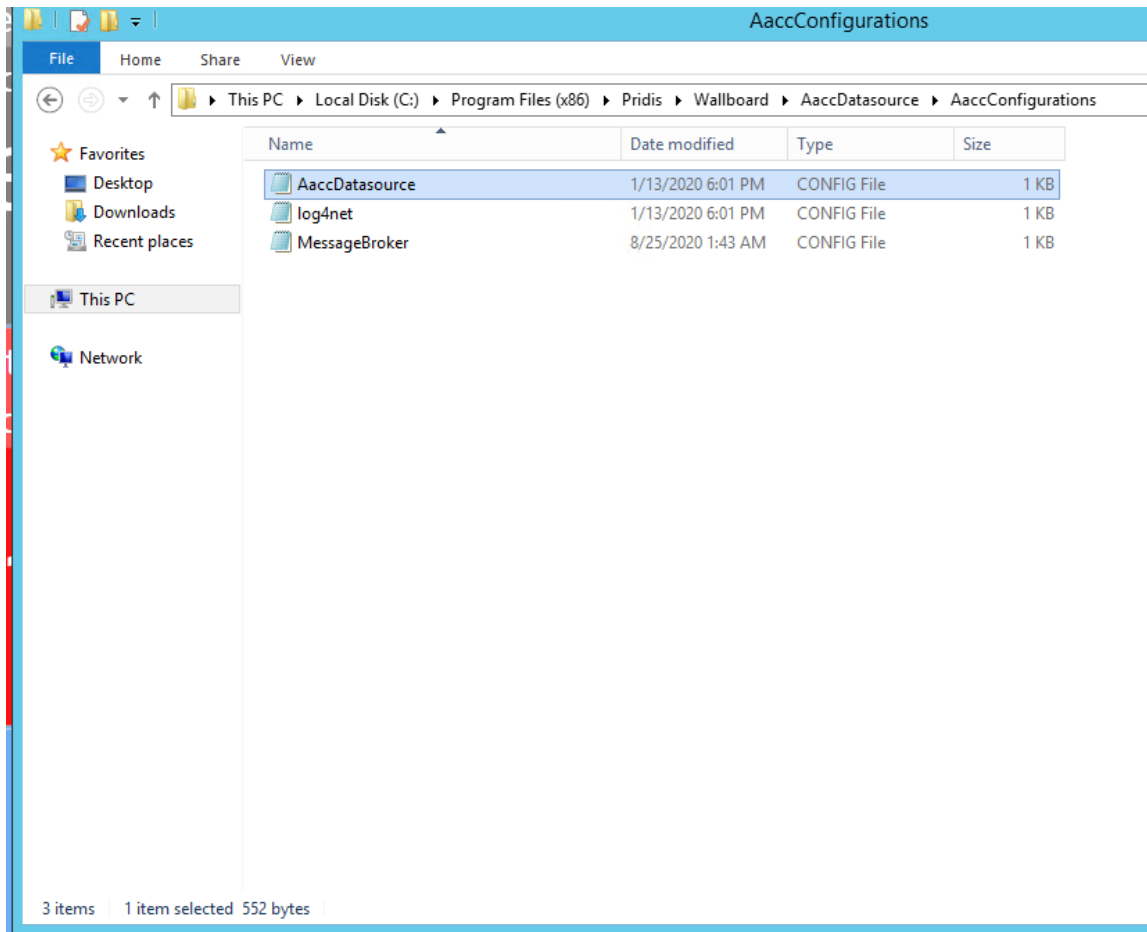 AaccConfigurations
File Home Share View
This PC Local Disk (C:) Program Files (x86) Pridis Wallboard AaccDatasource AaccConfigurations
Name Date modified Type Size
Favorites
Desktop
Downloads
Recent places
This PC
Network
AaccDatasource 1/13/2020 6:01 PM CONFIG File 1 KB
log4net 1/13/2020 6:01 PM CONFIG File 1 KB
MessageBroker 8/25/2020 1:43 AM CONFIG File 1 KB
3 items 1 item selected 552 bytes